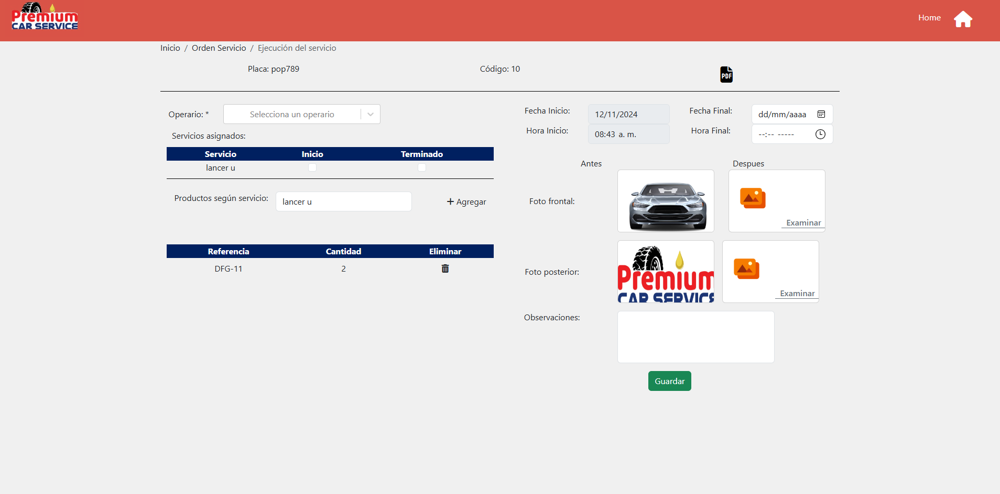 Premium
CAR SERVICE
Home
Inicio / Orden Servicio / Ejecución del servicio
Placa: pop789
Código: 10
PDF
Operario: *
Selecciona un operario
Servicios asignados:
Servicio Inicio Terminado
lancer u
Productos según servicio:
lancer u
+ Agregar
Referencia Cantidad Eliminar
DFG-11 2
Fecha Inicio:
12/11/2024
Fecha Final:
dd/mm/aaaa
Hora Inicio:
08:43 a. m.
Hora Final:
--:-- -----
Antes
Despues
Foto frontal:
Examinar
Foto posterior:
Premium
CAR SERVICE
Examinar
Observaciones:
Guardar